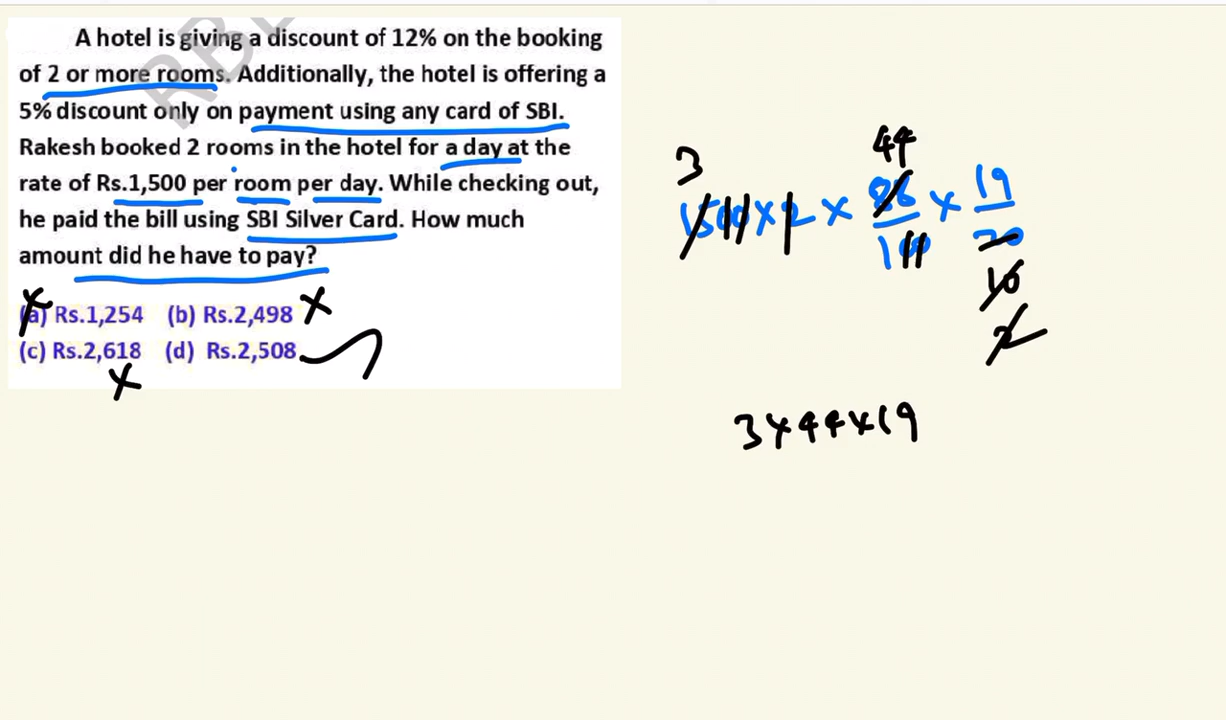 A hotel is giving a discount of 12% on the booking
of 2 or more rooms. Additionally, the hotel is offering a
5% discount only on payment using any card of SBI.
Rakesh booked 2 rooms in the hotel for a day at the
rate of Rs.1,500 per room per day. While checking out,
he paid the bill using SBI Silver Card. How much
amount did he have to pay?
(a) Rs.1,254 (b) Rs.2,498
(c) Rs.2,618 (d) Rs.2,508
3 44
1500 × 2 × 88/100 × 19/20
10
2
3×44×19